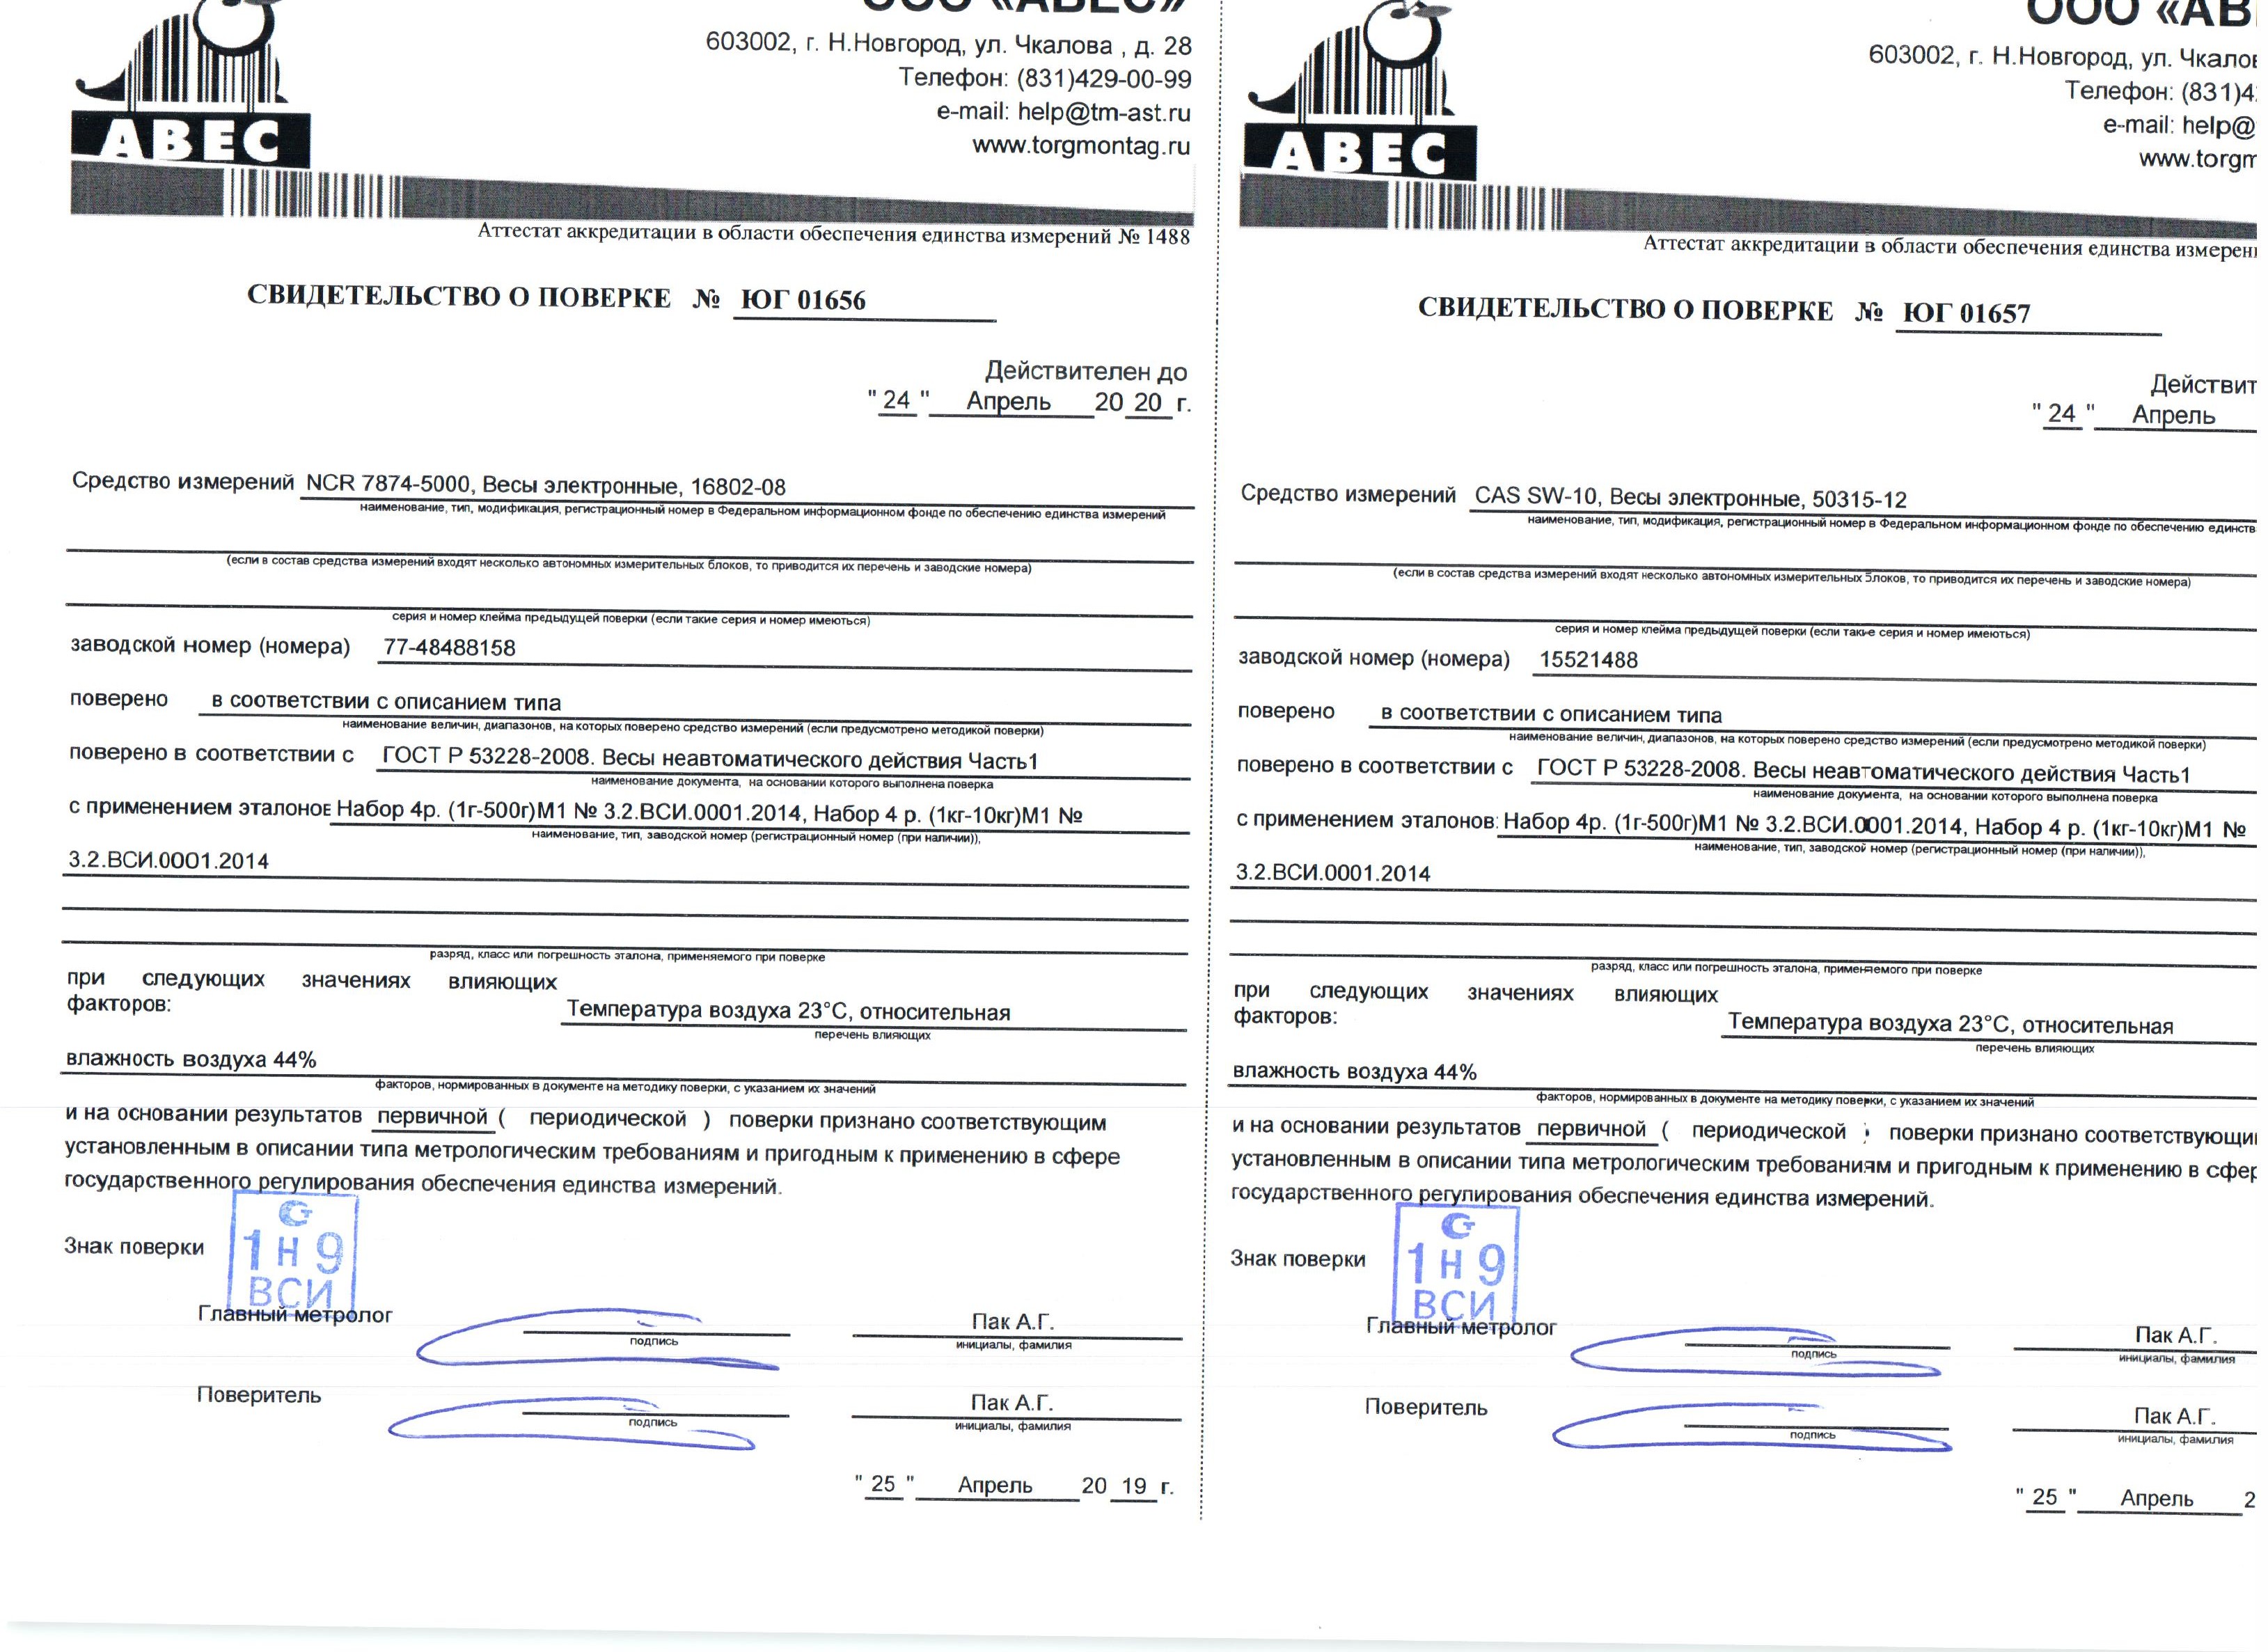 ООО «АВЕС»
603002, г. Н.Новгород, ул. Чкалова , д. 28
Телефон: (831)429-00-99
e-mail: help@tm-ast.ru
www.torgmontag.ru
АВЕС
Аттестат аккредитации в области обеспечения единства измерений № 1488
СВИДЕТЕЛЬСТВО О ПОВЕРКЕ № ЮГ 01656
Действителен до
" 24 " Апрель 20 20 г.
Средство измерений NCR 7874-5000, Весы электронные, 16802-08
наименование, тип, модификация, регистрационный номер в Федеральном информационном фонде по обеспечению единства измерений
(если в состав средства измерений входят несколько автономных измерительных блоков, то приводится их перечень и заводские номера)
серия и номер клейма предыдущей поверки (если такие серия и номер имеються)
заводской номер (номера) 77-48488158
поверено в соответствии с описанием типа
наименование величин, диапазонов, на которых поверено средство измерений (если предусмотрено методикой поверки)
поверено в соответствии с ГОСТ Р 53228-2008. Весы неавтоматического действия Часть1
наименование документа, на основании которого выполнена поверка
с применением эталонов Набор 4р. (1г-500г)М1 № 3.2.ВСИ.0001.2014, Набор 4 р. (1кг-10кг)М1 №
наименование, тип, заводской номер (регистрационный номер (при наличии)),
3.2.ВСИ.0001.2014
разряд, класс или погрешность эталона, применяемого при поверке
при следующих значениях влияющих
факторов: Температура воздуха 23°С, относительная
перечень влияющих
влажность воздуха 44%
факторов, нормированных в документе на методику поверки, с указанием их значений
и на основании результатов первичной ( периодической ) поверки признано соответствующим
установленным в описании типа метрологическим требованиям и пригодным к применению в сфере
государственного регулирования обеспечения единства измерений.
Знак поверки
1 Н 9
ВСИ
Главный метролог Пак А.Г.
подпись инициалы, фамилия
Поверитель Пак А.Г.
подпись инициалы, фамилия
" 25 " Апрель 20 19 г.
ООО «АВ
603002, г. Н.Новгород, ул. Чкалов
Телефон: (831)4
e-mail: help@
www.torgm
АВЕС
Аттестат аккредитации в области обеспечения единства измерен
СВИДЕТЕЛЬСТВО О ПОВЕРКЕ № ЮГ 01657
Действит
" 24 " Апрель
Средство измерений CAS SW-10, Весы электронные, 50315-12
наименование, тип, модификация, регистрационный номер в Федеральном информационном фонде по обеспечению единств
(если в состав средства измерений входят несколько автономных измерительных блоков, то приводится их перечень и заводские номера)
серия и номер клейма предыдущей поверки (если такие серия и номер имеються)
заводской номер (номера) 15521488
поверено в соответствии с описанием типа
наименование величин, диапазонов, на которых поверено средство измерений (если предусмотрено методикой поверки)
поверено в соответствии с ГОСТ Р 53228-2008. Весы неавтоматического действия Часть1
наименование документа, на основании которого выполнена поверка
с применением эталонов: Набор 4р. (1г-500г)М1 № 3.2.ВСИ.0001.2014, Набор 4 р. (1кг-10кг)М1 №
наименование, тип, заводской номер (регистрационный номер (при наличии)),
3.2.ВСИ.0001.2014
разряд, класс или погрешность эталона, применяемого при поверке
при следующих значениях влияющих
факторов: Температура воздуха 23°С, относительная
перечень влияющих
влажность воздуха 44%
факторов, нормированных в документе на методику поверки, с указанием их значений
и на основании результатов первичной ( периодической ) поверки признано соответствующи
установленным в описании типа метрологическим требованиям и пригодным к применению в сфер
государственного регулирования обеспечения единства измерений.
Знак поверки
1 Н 9
ВСИ
Главный метролог Пак А.Г.
подпись инициалы, фамилия
Поверитель Пак А.Г.
подпись инициалы, фамилия
" 25 " Апрель 2